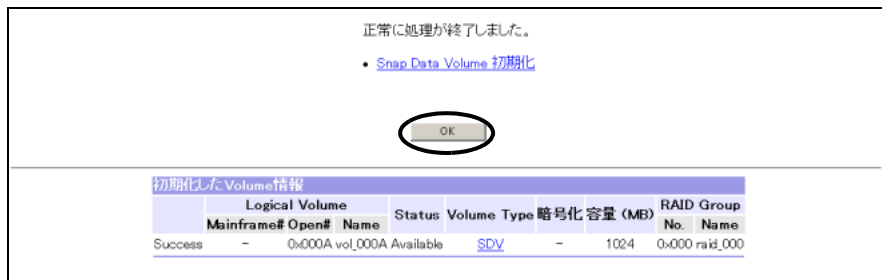 正常に処理が終了しました。
• Snap Data Volume 初期化
OK
初期化したVolume情報
Logical Volume Status Volume Type 暗号化 容量 (MB) RAID Group
Mainframe# Open# Name No. Name
Success - 0x000A vol_000A Available SDV - 1024 0x000 raid_000